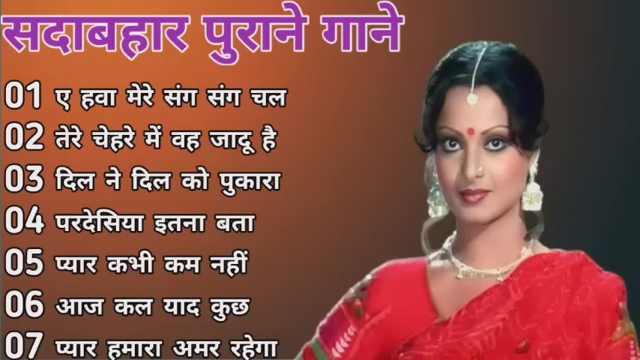 सदाबहार पुराने गाने
01 ए हवा मेरे संग संग चल
02 तेरे चेहरे में वह जादू है
03 दिल ने दिल को पुकारा
04 परदेसिया इतना बता
05 प्यार कभी कम नहीं
06 आज कल याद कुछ
07 प्यार हमारा अमर रहेगा